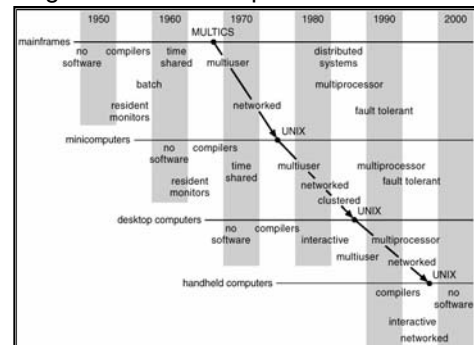 1950 1960 1970 1980 1990 2000
MULTICS
mainframes
no software compilers time shared multiuser distributed systems
batch multiprocessor
resident monitors networked fault tolerant
UNIX
minicomputers
no software compilers
resident monitors time shared multiuser multiprocessor
networked fault tolerant
clustered
UNIX
desktop computers
no software compilers interactive multiprocessor
multiuser networked
UNIX
handheld computers
compilers no software
interactive
networked